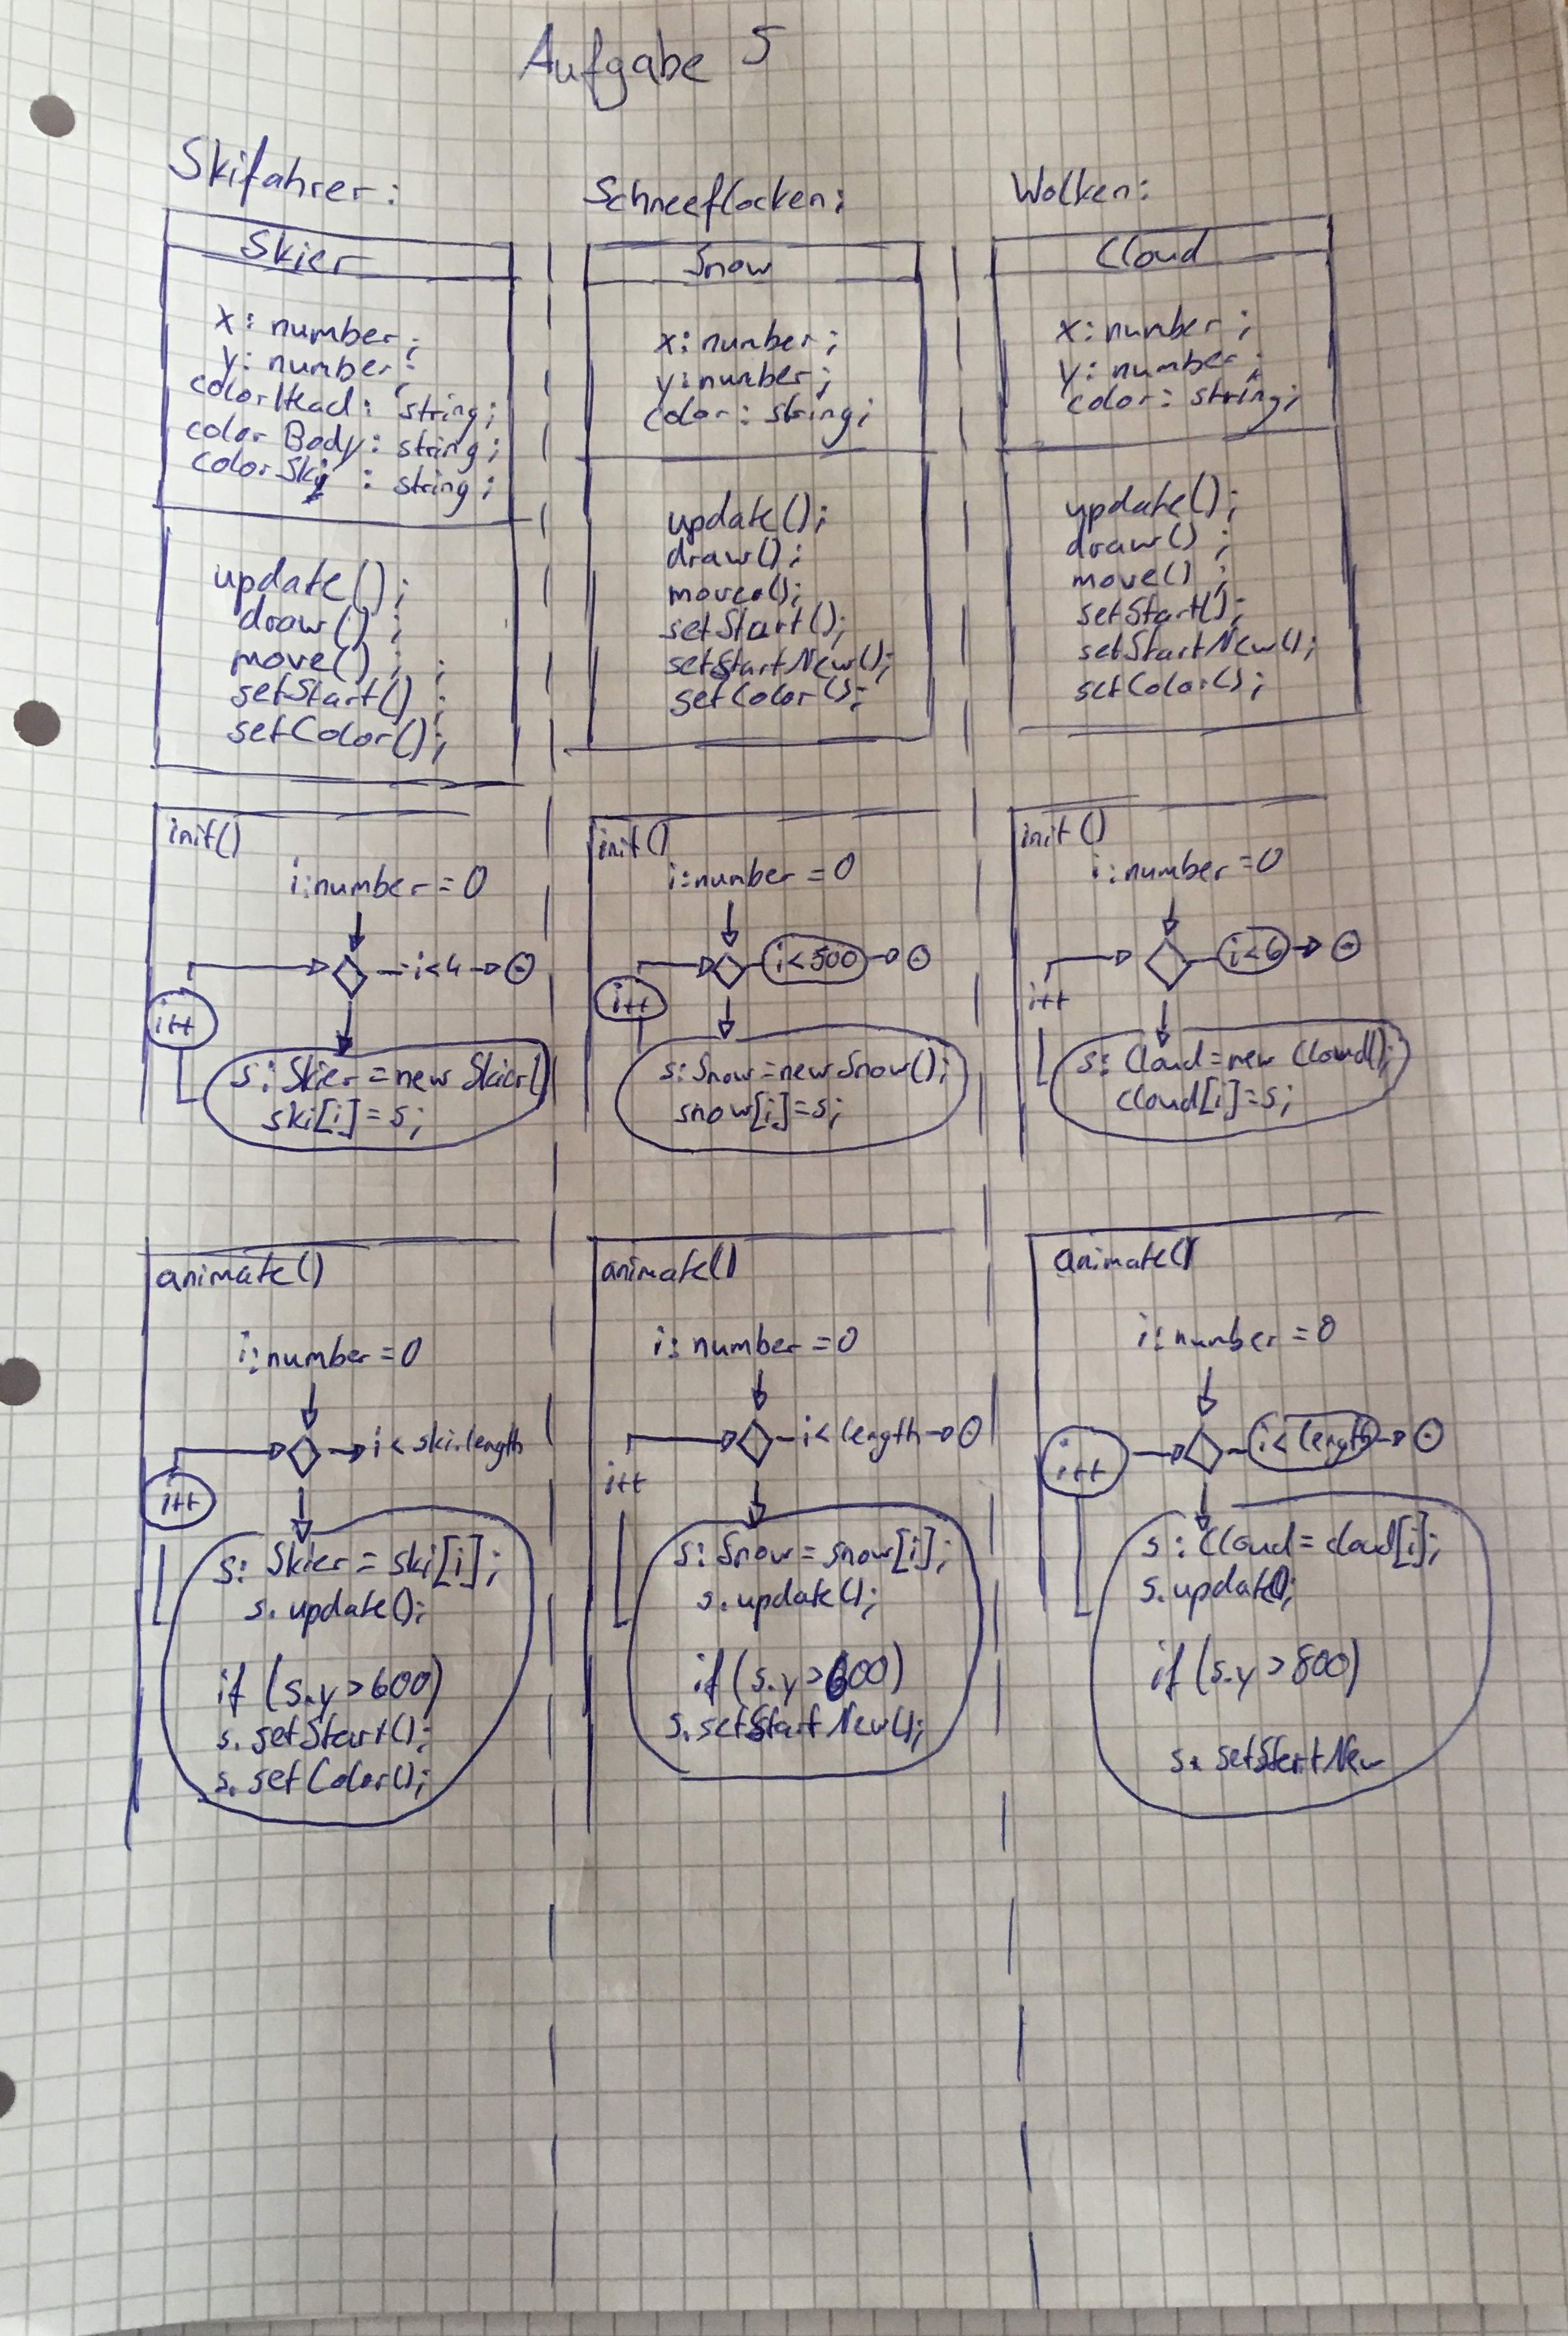 Aufgabe 5
Skifahrer:
Skier
x: number;
y: number;
colorHead: string;
colorBody: string;
colorSki: string;
update();
draw();
move();
setStart();
setColor();
init()
i:number=0
i<4
i++
s: Skier=new Skier()
ski[i]=s;
animate()
i:number=0
i<ski.length
i++
s: Skier=ski[i];
s.update();
if (s.y>600)
s.setStart();
s.setColor();
Schneeflocken:
Snow
x: number;
y: number;
color: string;
update();
draw();
move();
setStart();
setStartNew();
setColor();
init()
i:number=0
i<500
i++
s: Snow=new Snow();
snow[i]=s;
animate()
i: number=0
i<length
i++
s: Snow=snow[i];
s.update();
if (s.y>600)
s.setStartNew();
Wolken:
Cloud
x: number;
y: number;
color: string;
update();
draw();
move();
setStart();
setStartNew();
setColor();
init()
i:number=0
i<6
i++
s: Cloud=new Cloud();
cloud[i]=s;
animate()
i:number=0
i<length
i++
s: Cloud=cloud[i];
s.update();
if (s.y>800)
s.setStartNew